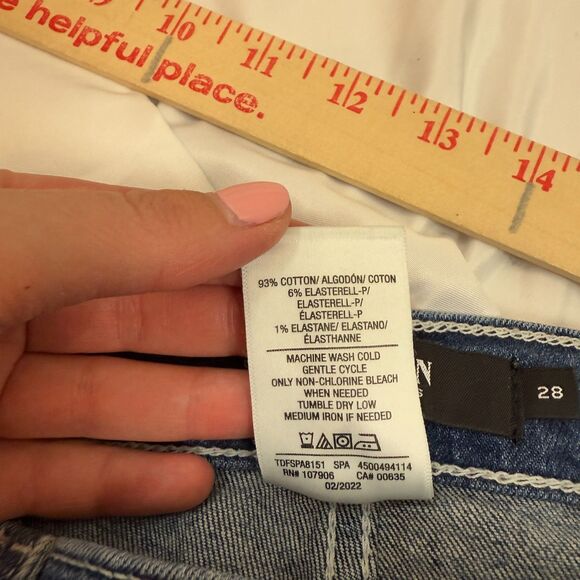 10 11 12 13 14
helpful place.
93% COTTON/ ALGODÓN/ COTON
6% ELASTERELL-P/
ELASTERELL-P/
ÉLASTERELL-P/
1% ELASTANE/ ELASTANO/
ÉLASTHANNE
MACHINE WASH COLD
GENTLE CYCLE
ONLY NON-CHLORINE BLEACH
WHEN NEEDED
TUMBLE DRY LOW
MEDIUM IRON IF NEEDED
TDFSPA8151 SPA 4500494114
RN# 107906 CA# 00635
02/2022
28